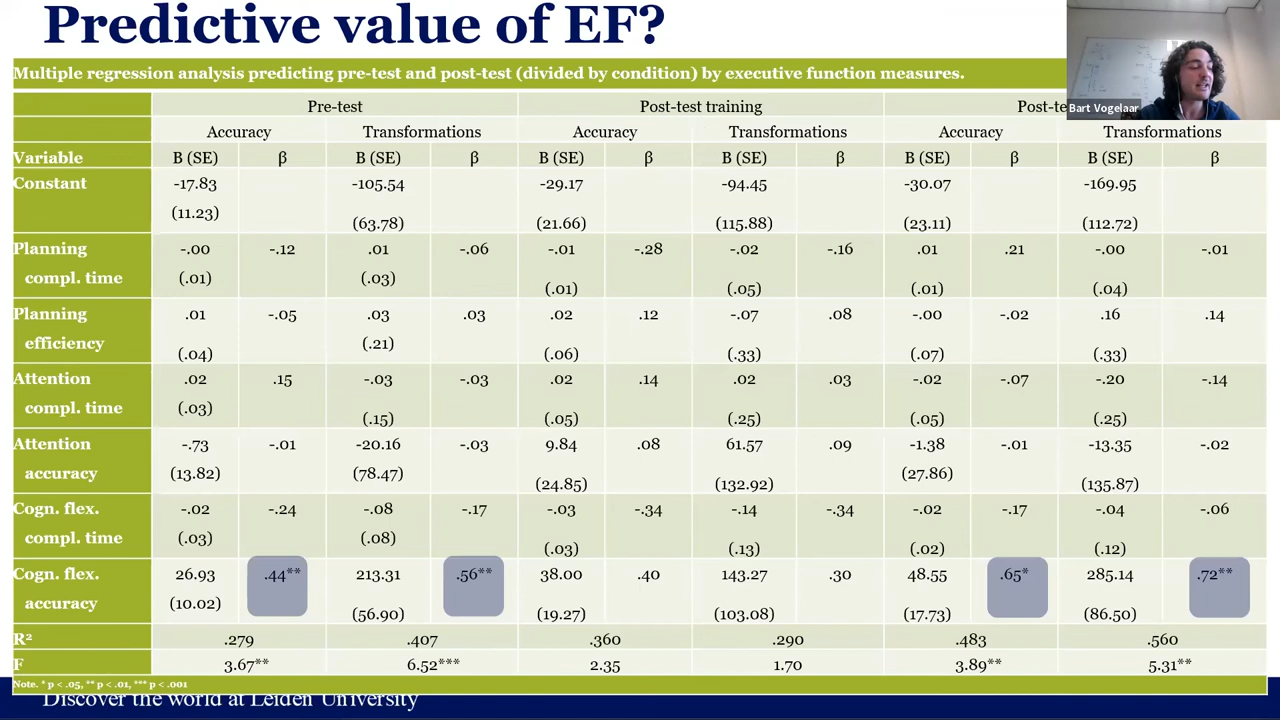 Predictive value of EF?
Multiple regression analysis predicting pre-test and post-test (divided by condition) by executive function measures.
Pre-test Post-test training Post-te
Accuracy Transformations Accuracy Transformations Accuracy Transformations
Variable B (SE) β B (SE) β B (SE) β B (SE) β B (SE) β B (SE) β
Constant -17.83 -105.54 -29.17 -94.45 -30.07 -169.95
(11.23) (63.78) (21.66) (115.88) (23.11) (112.72)
Planning -.00 -.12 .01 -.06 -.01 -.28 -.02 -.16 .01 .21 -.00 -.01
compl. time (.01) (.03) (.01) (.05) (.01) (.04)
Planning .01 -.05 .03 .03 .02 .12 -.07 .08 -.00 -.02 .16 .14
efficiency (.04) (.21) (.06) (.33) (.07) (.33)
Attention .02 .15 -.03 -.03 .02 .14 .02 .03 -.02 -.07 -.20 -.14
compl. time (.03) (.15) (.05) (.25) (.05) (.25)
Attention -.73 -.01 -20.16 -.03 9.84 .08 61.57 .09 -1.38 -.01 -13.35 -.02
accuracy (13.82) (78.47) (24.85) (132.92) (27.86) (135.87)
Cogn. flex. -.02 -.24 -.08 -.17 -.03 -.34 -.14 -.34 -.02 -.17 -.04 -.06
compl. time (.03) (.08) (.03) (.13) (.02) (.12)
Cogn. flex. 26.93 .44** 213.31 .56** 38.00 .40 143.27 .30 48.55 .65* 285.14 .72**
accuracy (10.02) (56.90) (19.27) (103.08) (17.73) (86.50)
R² .279 .407 .360 .290 .483 .560
F 3.67** 6.52*** 2.35 1.70 3.89** 5.31**
Note. * p < .05, ** p < .01, *** p < .001
Discover the world at Leiden University
Bart Vogelaar